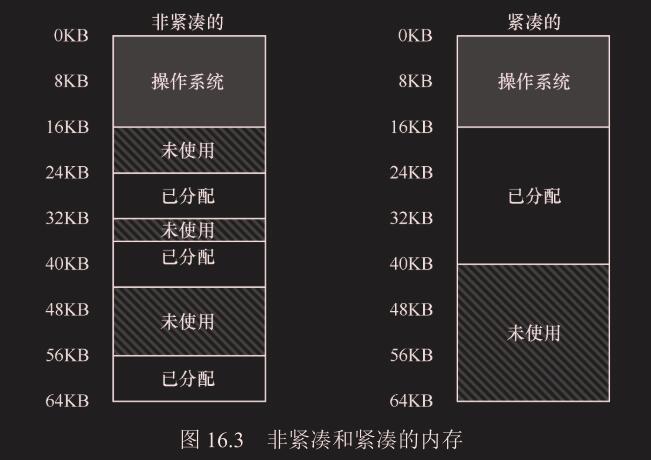 非紧凑的
0KB
8KB
16KB
24KB
32KB
40KB
48KB
56KB
64KB
操作系统
未使用
已分配
未使用
已分配
未使用
已分配
紧凑的
0KB
8KB
16KB
24KB
32KB
40KB
48KB
56KB
64KB
操作系统
已分配
未使用
图 16.3 非紧凑和紧凑的内存